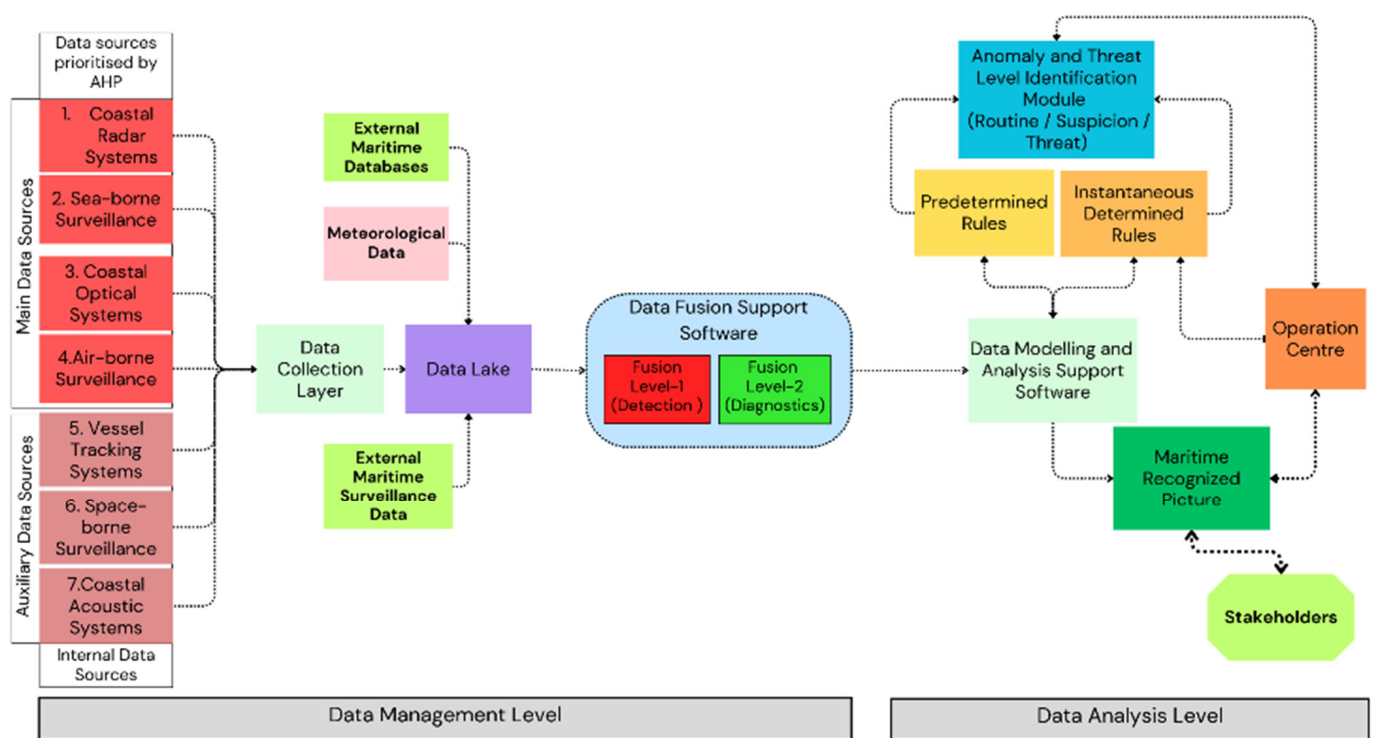 Data sources
prioritised by
AHP
Main Data Sources
1. Coastal
Radar
Systems
2. Sea-borne
Surveillance
3. Coastal
Optical
Systems
4.Air-borne
Surveillance
Auxiliary Data Sources
5. Vessel
Tracking
Systems
6. Space-
borne
Surveillance
7.Coastal
Acoustic
Systems
Internal Data
Sources
Data
Collection
Layer
External
Maritime
Databases
Meteorological
Data
Data Lake
External
Maritime
Surveillance
Data
Data Fusion Support
Software
Fusion
Level-1
(Detection )
Fusion
Level-2
(Diagnostics)
Anomaly and Threat
Level Identification
Module
(Routine / Suspicion /
Threat)
Predetermined
Rules
Instantaneous
Determined
Rules
Data Modelling and
Analysis Support
Software
Operation
Centre
Maritime
Recognized
Picture
Stakeholders
Data Management Level
Data Analysis Level